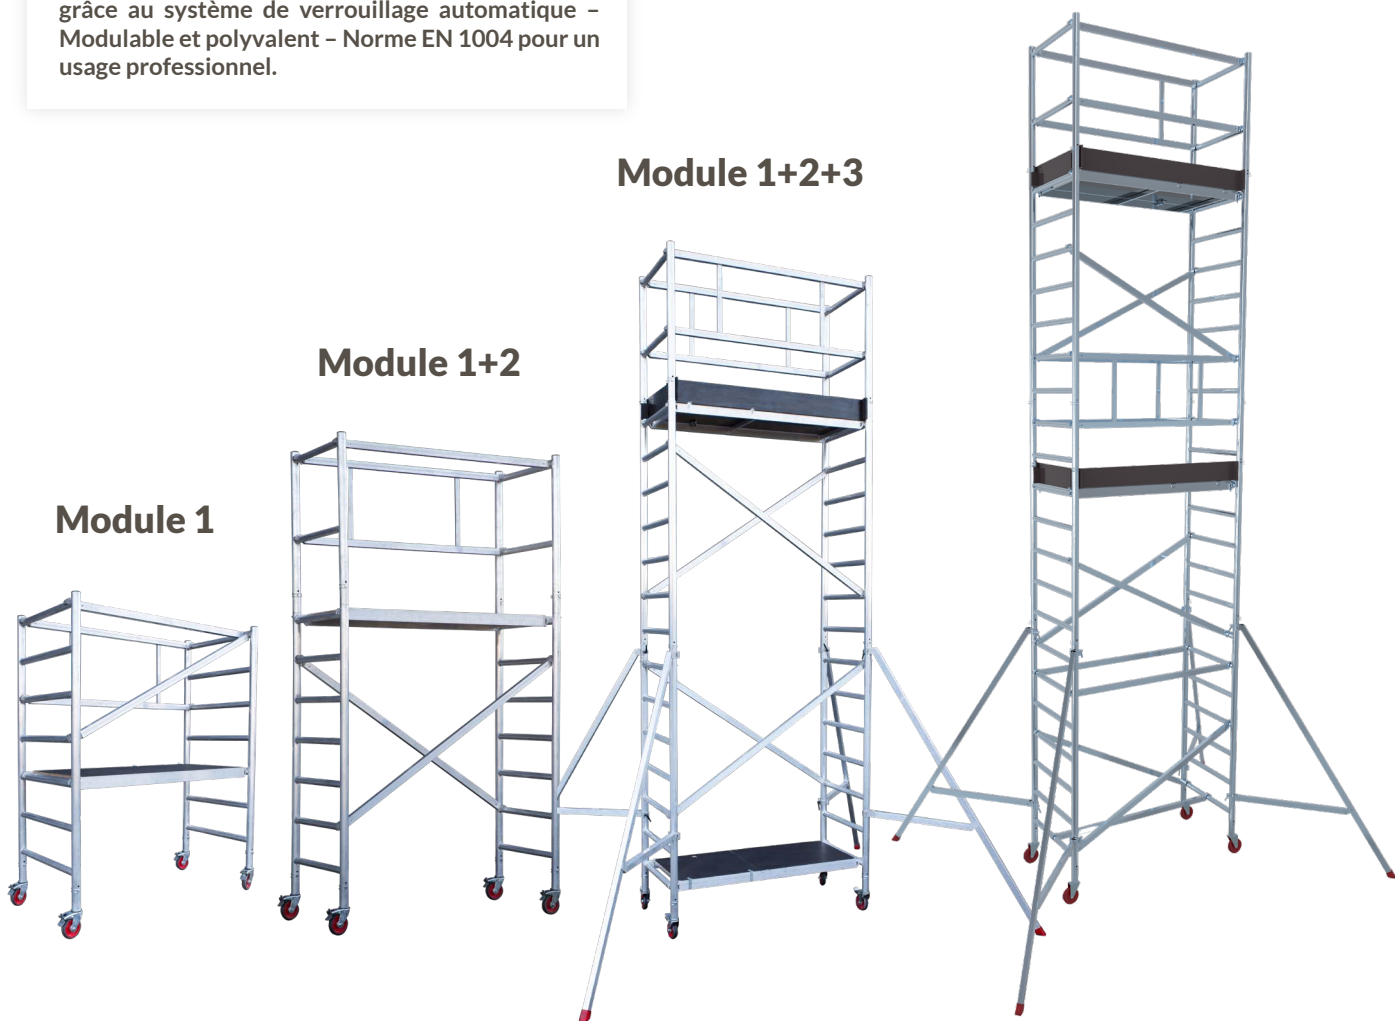 grâce au système de verrouillage automatique –
Modulable et polyvalent – Norme EN 1004 pour un
usage professionnel.
Module 1+2+3
Module 1+2
Module 1